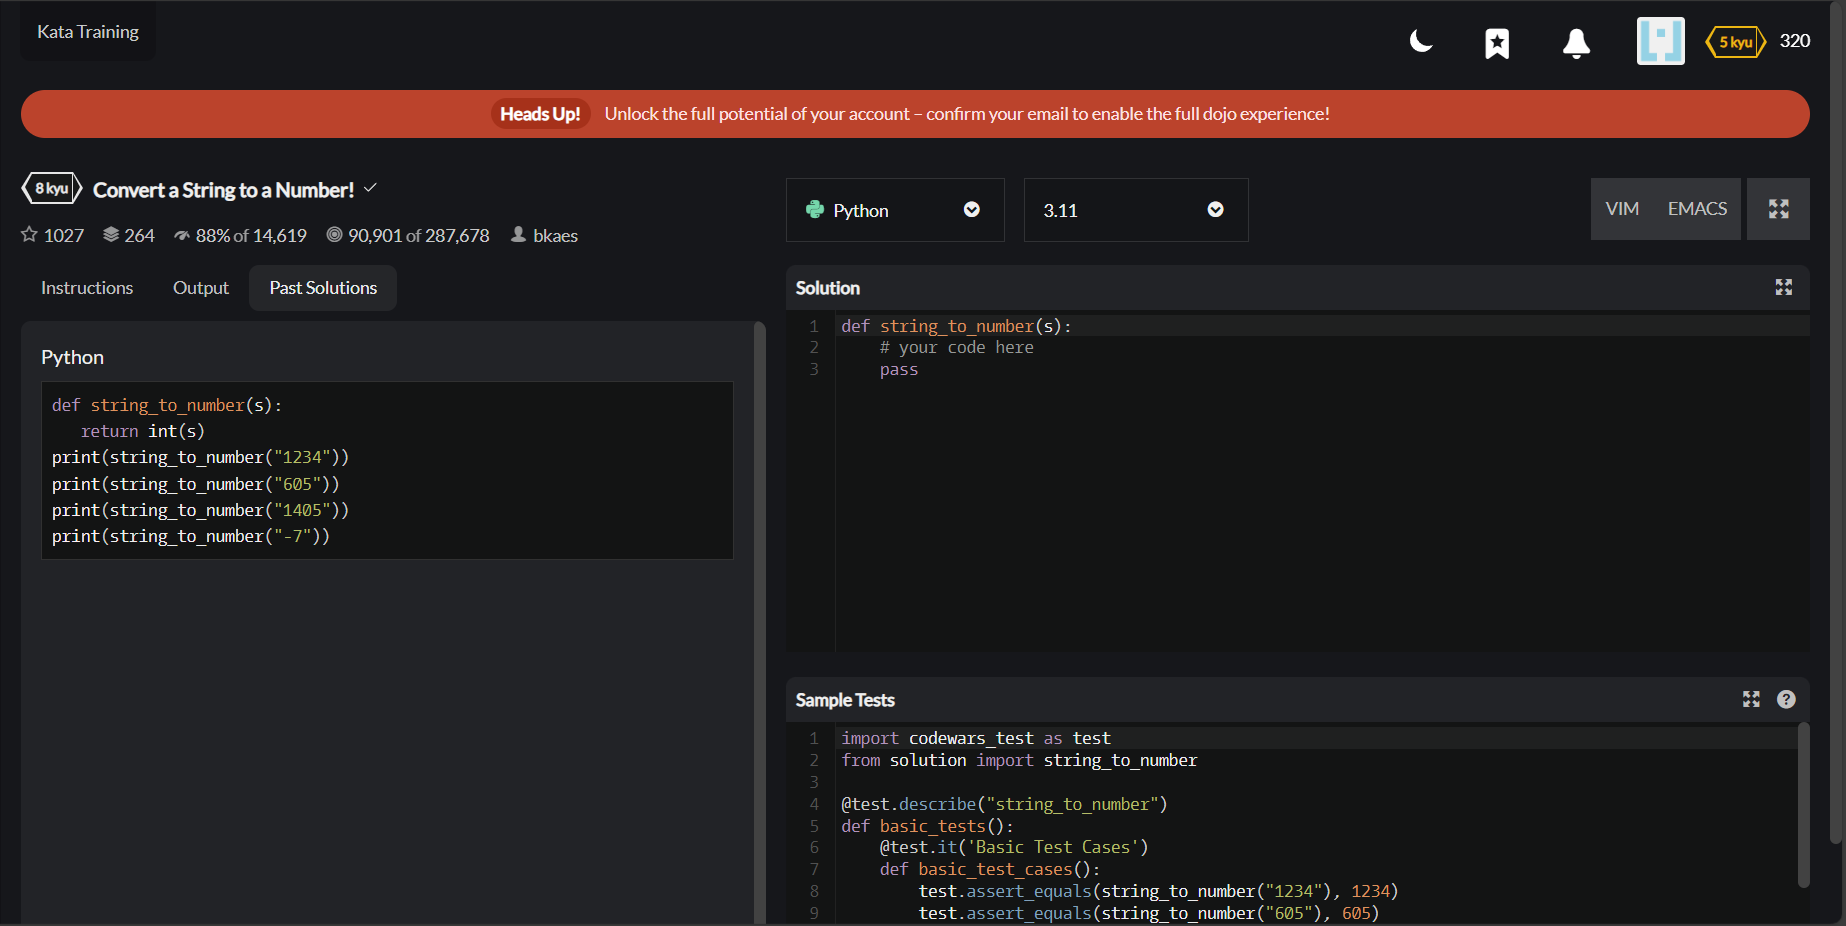 Kata Training
5 kyu 320
Heads Up! Unlock the full potential of your account – confirm your email to enable the full dojo experience!
8 kyu Convert a String to a Number!
1027 264 88% of 14,619 90,901 of 287,678 bkaes
Instructions Output Past Solutions
Python
def string_to_number(s):
   return int(s)
print(string_to_number("1234"))
print(string_to_number("605"))
print(string_to_number("1405"))
print(string_to_number("-7"))
Python 3.11 VIM EMACS
Solution
1 def string_to_number(s):
2     # your code here
3     pass
Sample Tests
1 import codewars_test as test
2 from solution import string_to_number
3
4 @test.describe("string_to_number")
5 def basic_tests():
6     @test.it('Basic Test Cases')
7     def basic_test_cases():
8         test.assert_equals(string_to_number("1234"), 1234)
9         test.assert_equals(string_to_number("605"), 605)